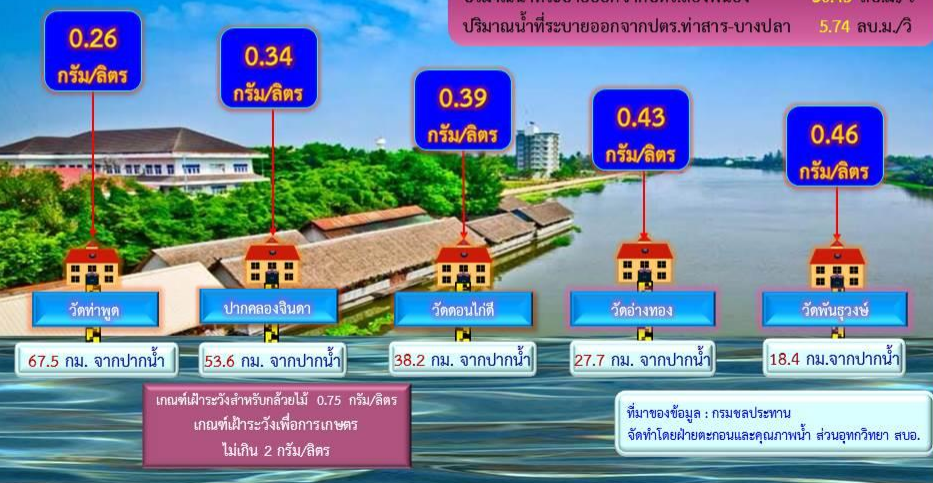 ปริมาณน้ำที่ระบายออกจากปตร.ท่าสาร-บางปลา 5.74 ลบ.ม./วิ
0.26
กรัม/ลิตร
0.34
กรัม/ลิตร
0.39
กรัม/ลิตร
0.43
กรัม/ลิตร
0.46
กรัม/ลิตร
วัดท่าพูด
ปากคลองจินดา
วัดดอนไก่ดี
วัดอ่างทอง
วัดพันธุวงษ์
67.5 กม. จากปากน้ำ
53.6 กม. จากปากน้ำ
38.2 กม. จากปากน้ำ
27.7 กม. จากปากน้ำ
18.4 กม.จากปากน้ำ
เกณฑ์เฝ้าระวังสำหรับกล้วยไม้ 0.75 กรัม/ลิตร
เกณฑ์เฝ้าระวังเพื่อการเกษตร
ไม่เกิน 2 กรัม/ลิตร
ที่มาของข้อมูล : กรมชลประทาน
จัดทำโดยฝ่ายตะกอนและคุณภาพน้ำ ส่วนอุทกวิทยา สบอ.